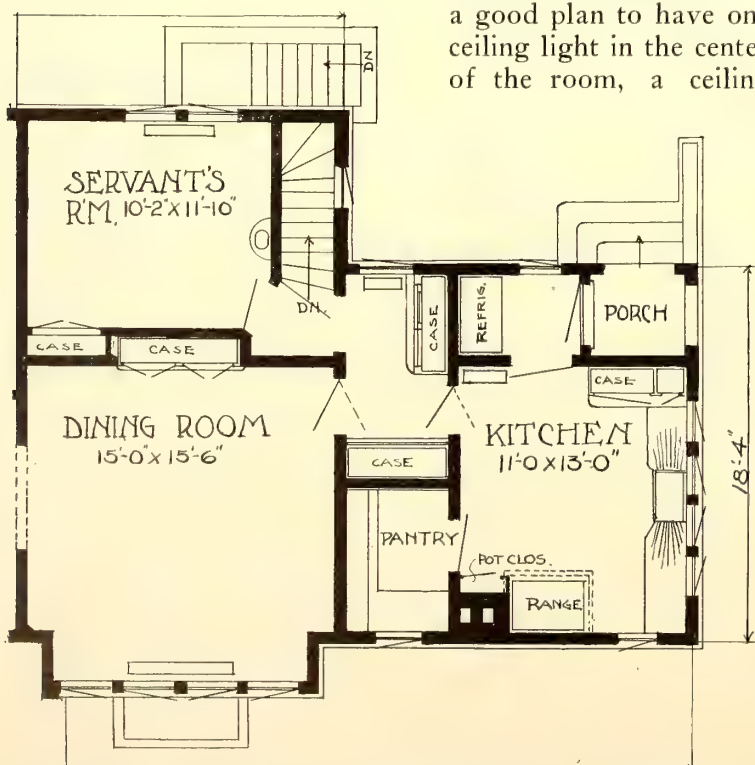 a good plan to have on
ceiling light in the cente
of the room, a ceilin
DN
SERVANT'S
R'M. 10'-2"X11'-10"
DN.
CASE
REFRIG.
PORCH
CASE
CASE
CASE
DINING ROOM
15'-0"X15'-6"
KITCHEN
11'-0X13'-0"
18'-4"
CASE
PANTRY
POT CLOS.
RANGE